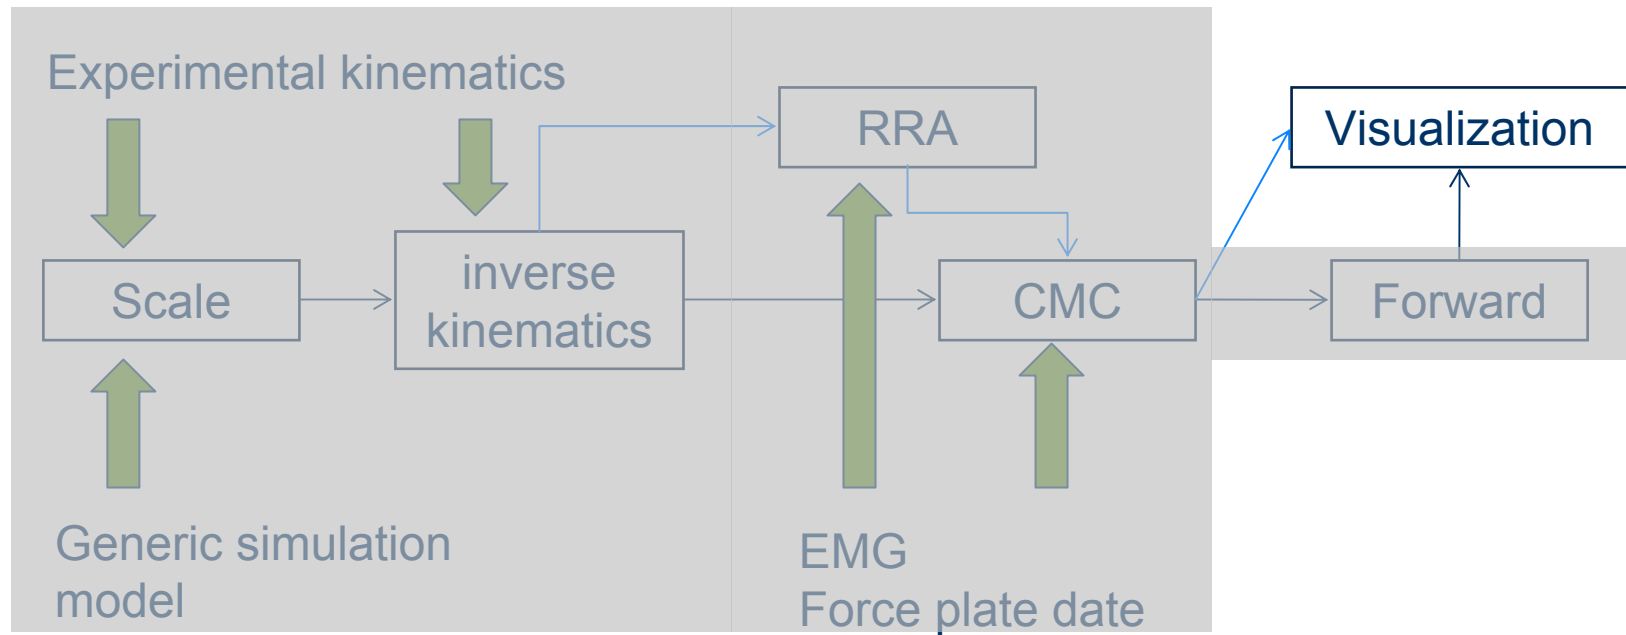 Experimental kinematics
RRA
Visualization
Scale
inverse
kinematics
CMC
Forward
Generic simulation
model
EMG
Force plate date